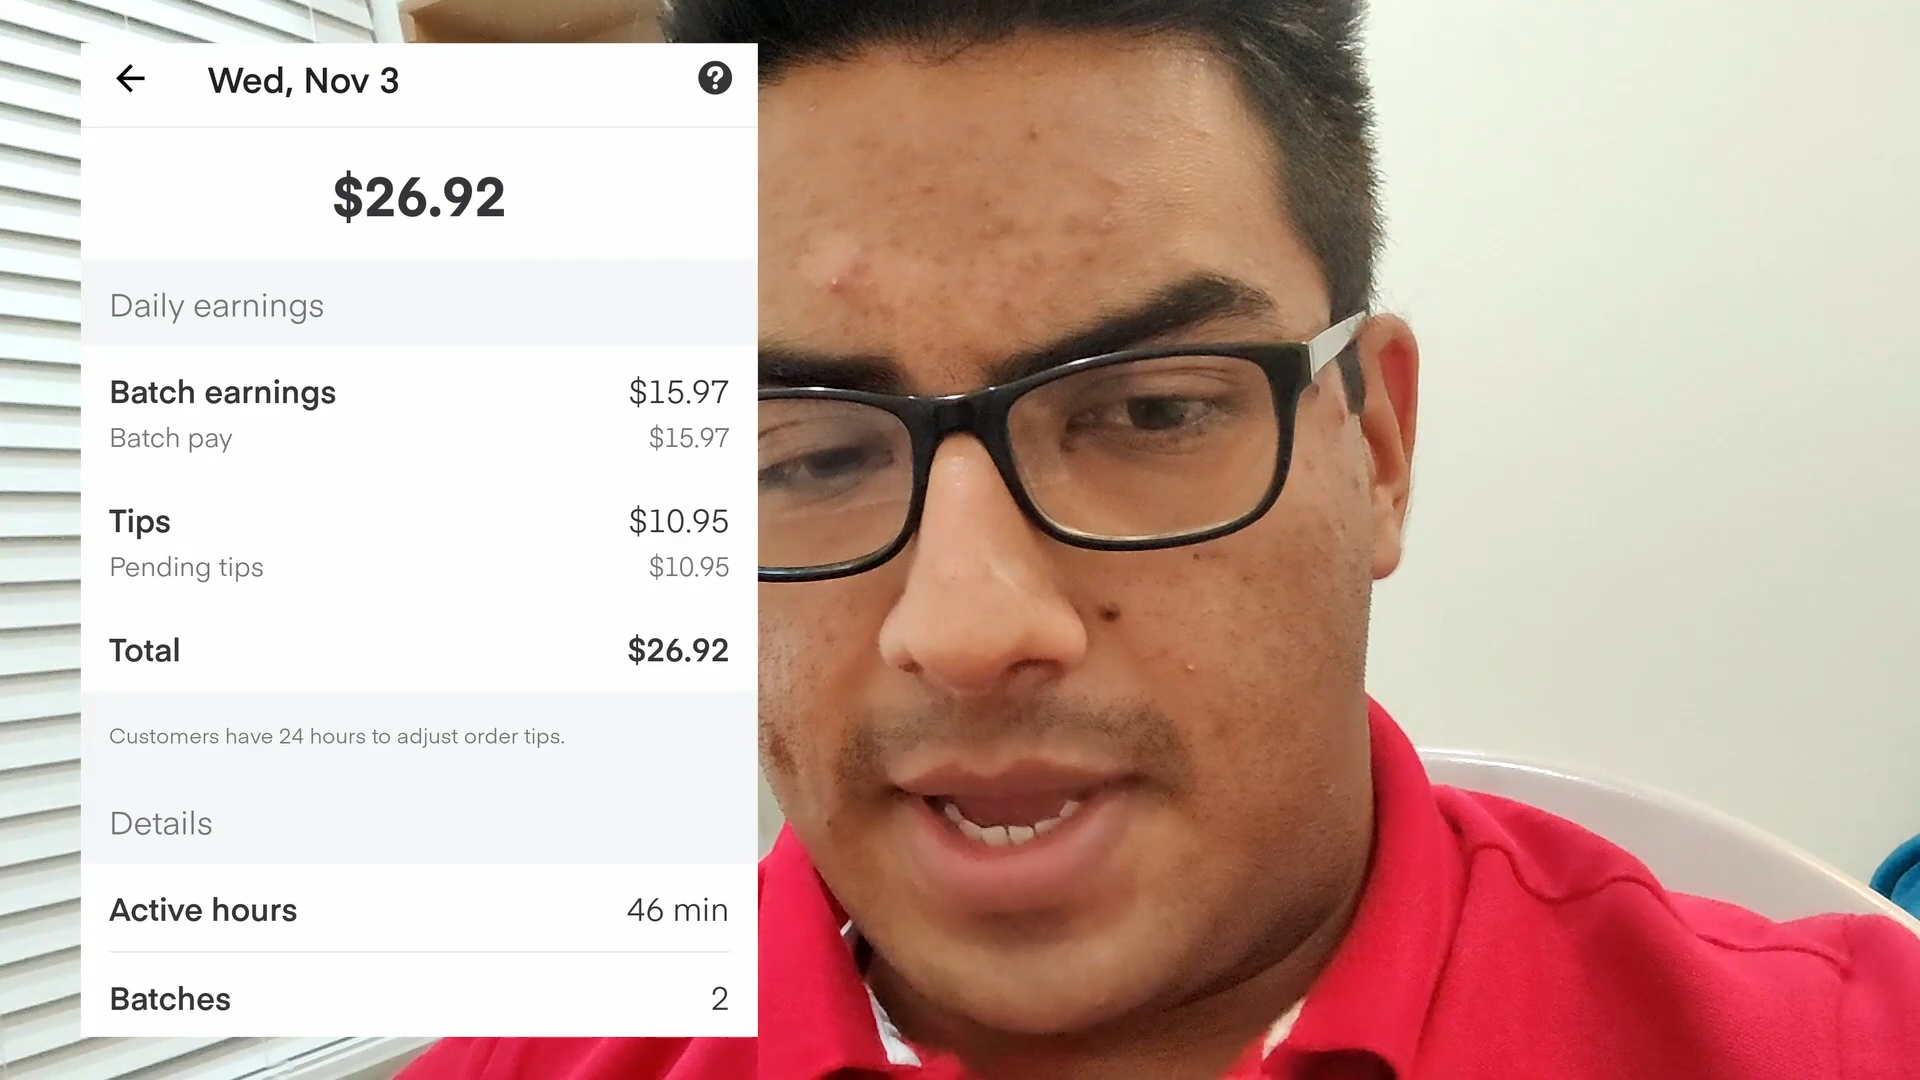 Wed, Nov 3
?
$26.92
Daily earnings
Batch earnings $15.97
Batch pay $15.97
Tips $10.95
Pending tips $10.95
Total $26.92
Customers have 24 hours to adjust order tips.
Details
Active hours 46 min
Batches 2